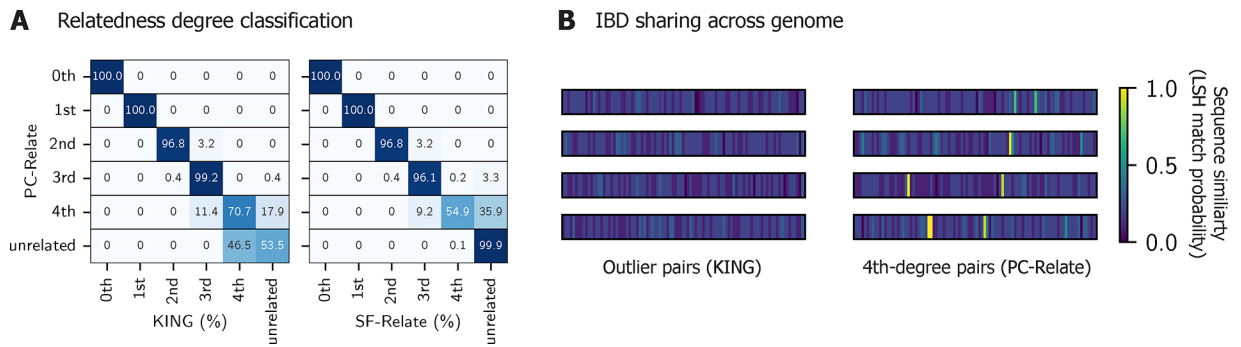 A Relatedness degree classification
PC-Relate
0th 100.0 0 0 0 0 0
1st 0 100.0 0 0 0 0
2nd 0 0 96.8 3.2 0 0
3rd 0 0 0.4 99.2 0 0.4
4th 0 0 0 11.4 70.7 17.9
unrelated 0 0 0 0 46.5 53.5
0th 1st 2nd 3rd 4th unrelated
KING (%)
100.0 0 0 0 0 0
0 100.0 0 0 0 0
0 0 96.8 3.2 0 0
0 0 0.4 96.1 0.2 3.3
0 0 0 9.2 54.9 35.9
0 0 0 0 0.1 99.9
0th 1st 2nd 3rd 4th unrelated
SF-Relate (%)
B IBD sharing across genome
Outlier pairs (KING)
4th-degree pairs (PC-Relate)
1.0
0.5
0.0
Sequence similiarty
(LSH match probability)